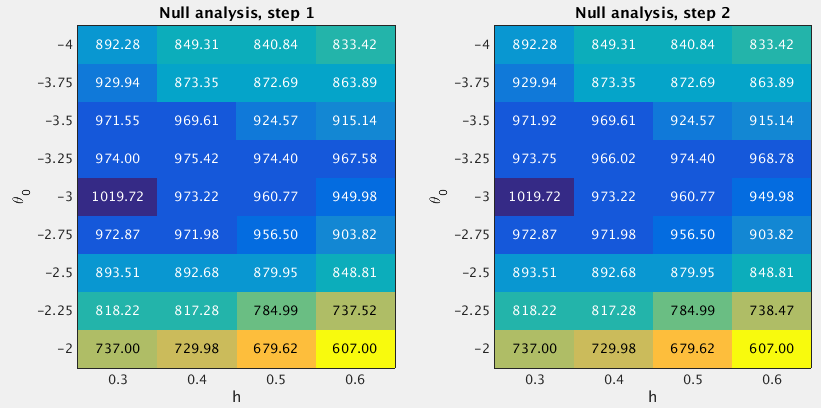 Null analysis, step 1
-4 892.28 849.31 840.84 833.42
-3.75 929.94 873.35 872.69 863.89
-3.5 971.55 969.61 924.57 915.14
-3.25 974.00 975.42 974.40 967.58
-3 1019.72 973.22 960.77 949.98
-2.75 972.87 971.98 956.50 903.82
-2.5 893.51 892.68 879.95 848.81
-2.25 818.22 817.28 784.99 737.52
-2 737.00 729.98 679.62 607.00
0.3 0.4 0.5 0.6
h
θ0
Null analysis, step 2
-4 892.28 849.31 840.84 833.42
-3.75 929.94 873.35 872.69 863.89
-3.5 971.92 969.61 924.57 915.14
-3.25 973.75 966.02 974.40 968.78
-3 1019.72 973.22 960.77 949.98
-2.75 972.87 971.98 956.50 903.82
-2.5 893.51 892.68 879.95 848.81
-2.25 818.22 817.28 784.99 738.47
-2 737.00 729.98 679.62 607.00
0.3 0.4 0.5 0.6
h
θ0